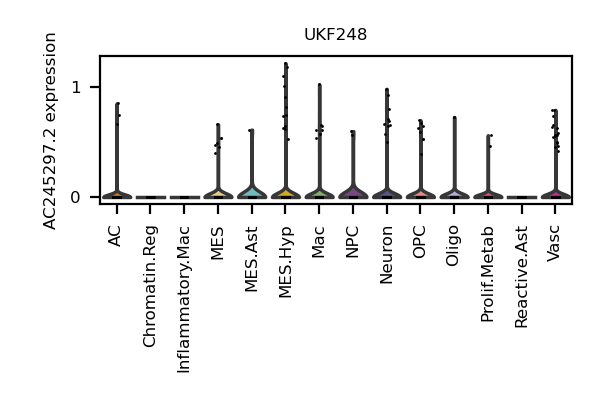 UKF248
AC245297.2 expression
1
0
AC
Chromatin.Reg
Inflammatory.Mac
MES
MES.Ast
MES.Hyp
Mac
NPC
Neuron
OPC
Oligo
Prolif.Metab
Reactive.Ast
Vasc